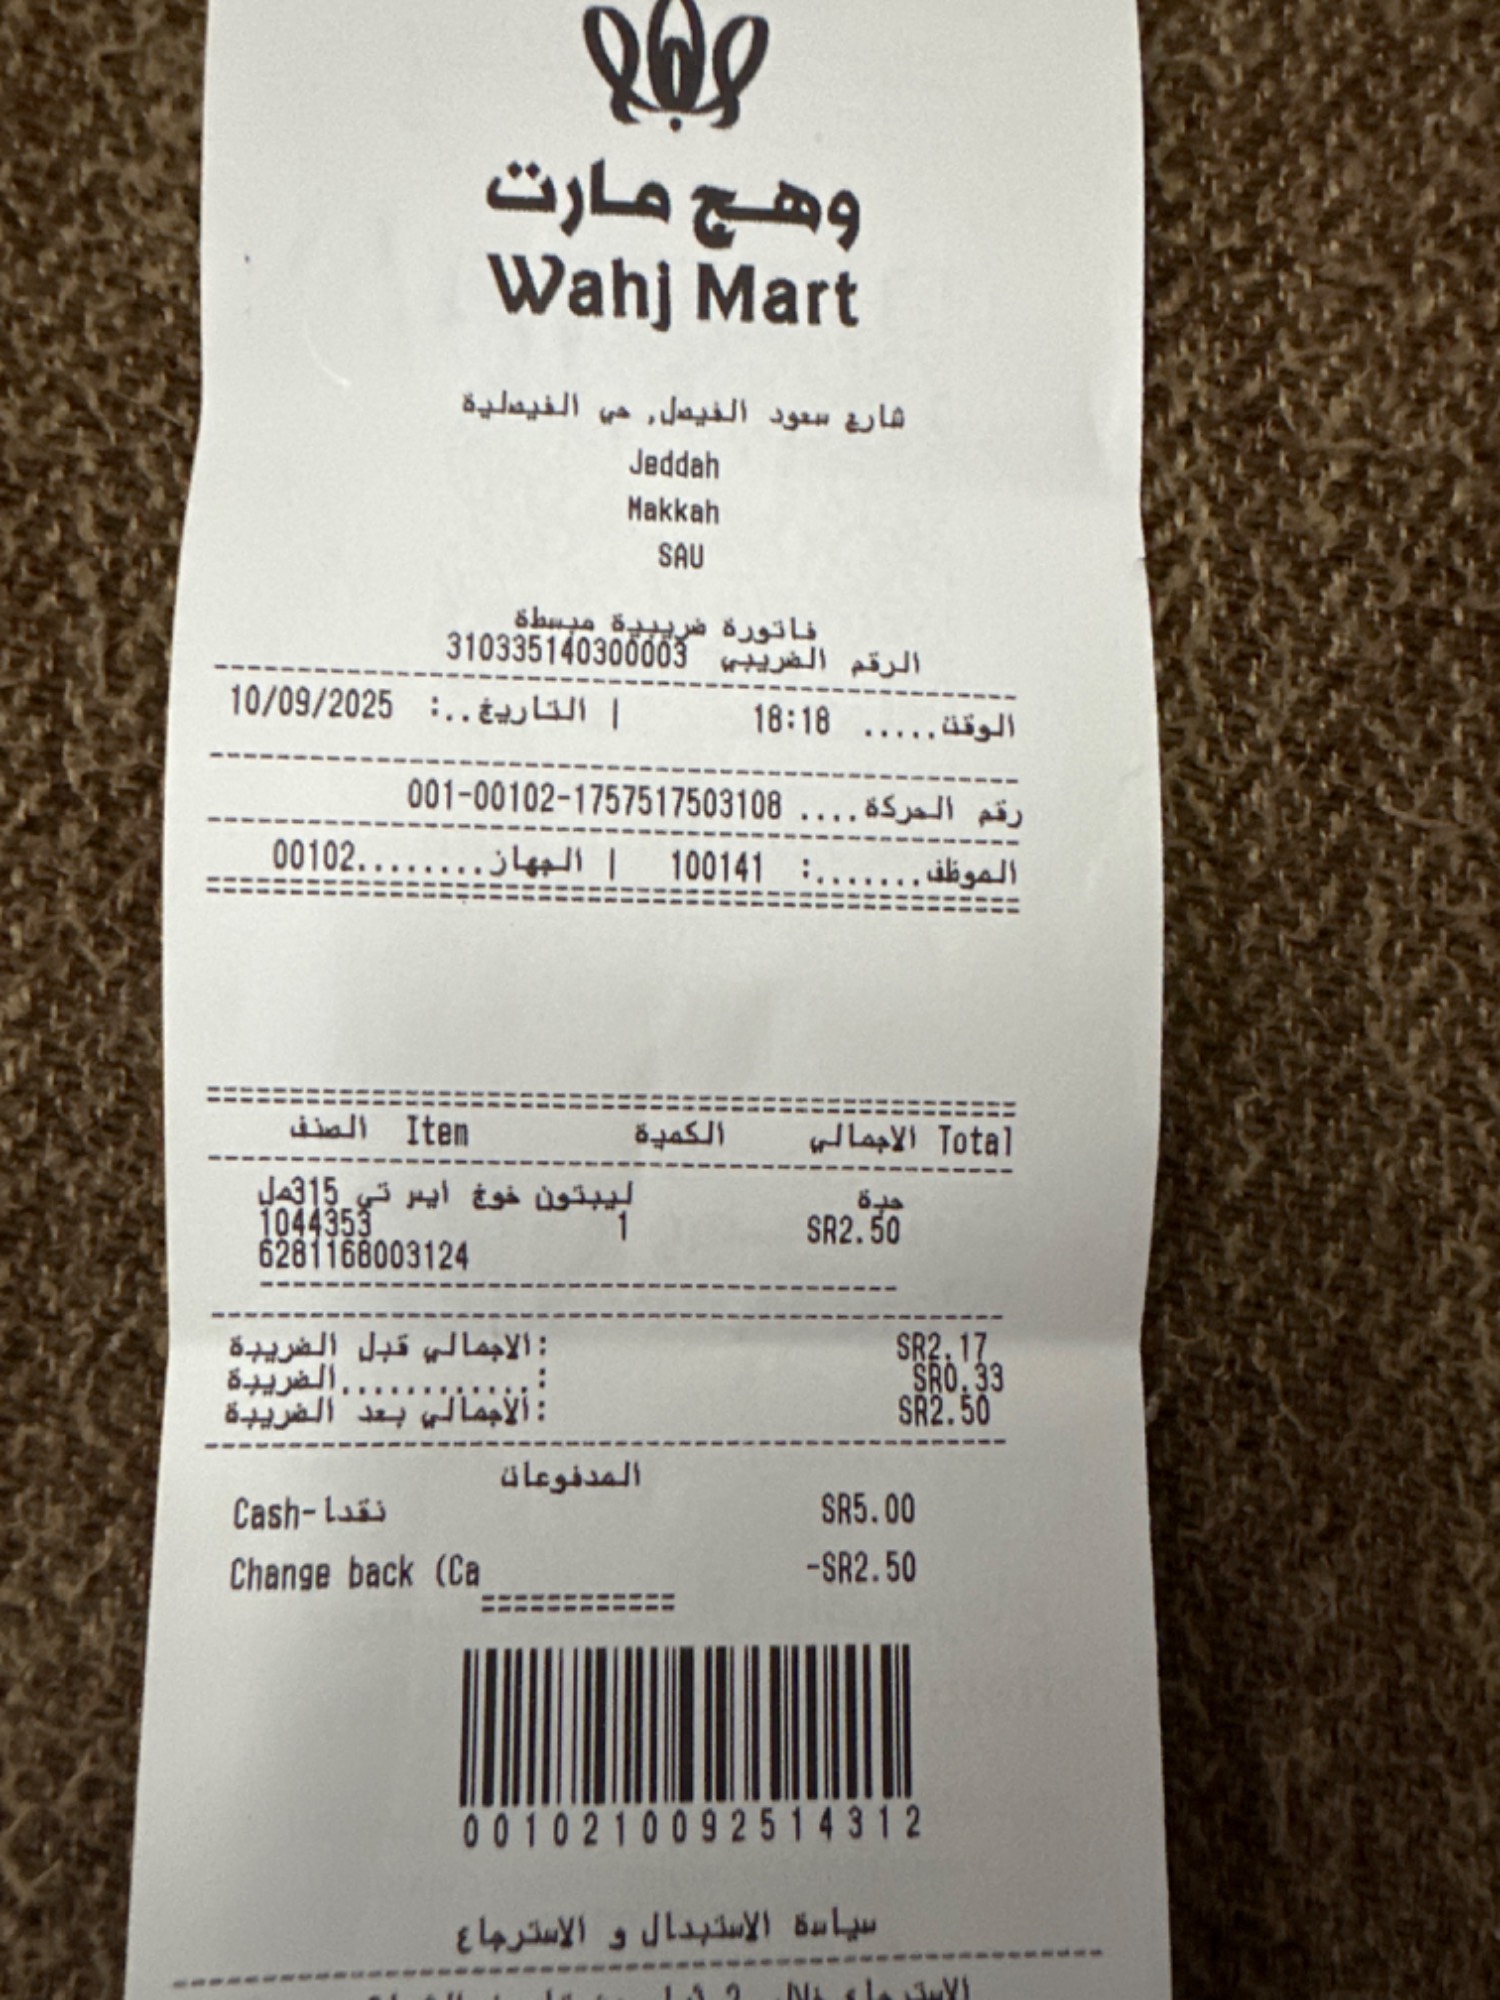 وهج مارت
Wahj Mart
شارع سعود الفيصل, حي الفيصلية
Jeddah
Makkah
SAU
فاتورة ضريبية مبسطة
الرقم الضريبي 310335140300003
الوقت..... 18:18 | التاريخ..: 10/09/2025
رقم الحركة.... 001-00102-1757517503108
الموظف.......: 100141 | الجهاز........00102
الصنف Item الكمية الاجمالي Total
ليبتون خوخ ايس تي 315مل حبة
1044353 1 SR2.50
6281168003124
الاجمالي قبل الضريبة: SR2.17
الضريبة............: SR0.33
الاجمالي بعد الضريبة: SR2.50
المدفوعات
Cash-نقدا SR5.00
Change back (Ca -SR2.50
0010210092514312
سياسة الاستبدال و الاسترجاع
الاسترجاع خلال